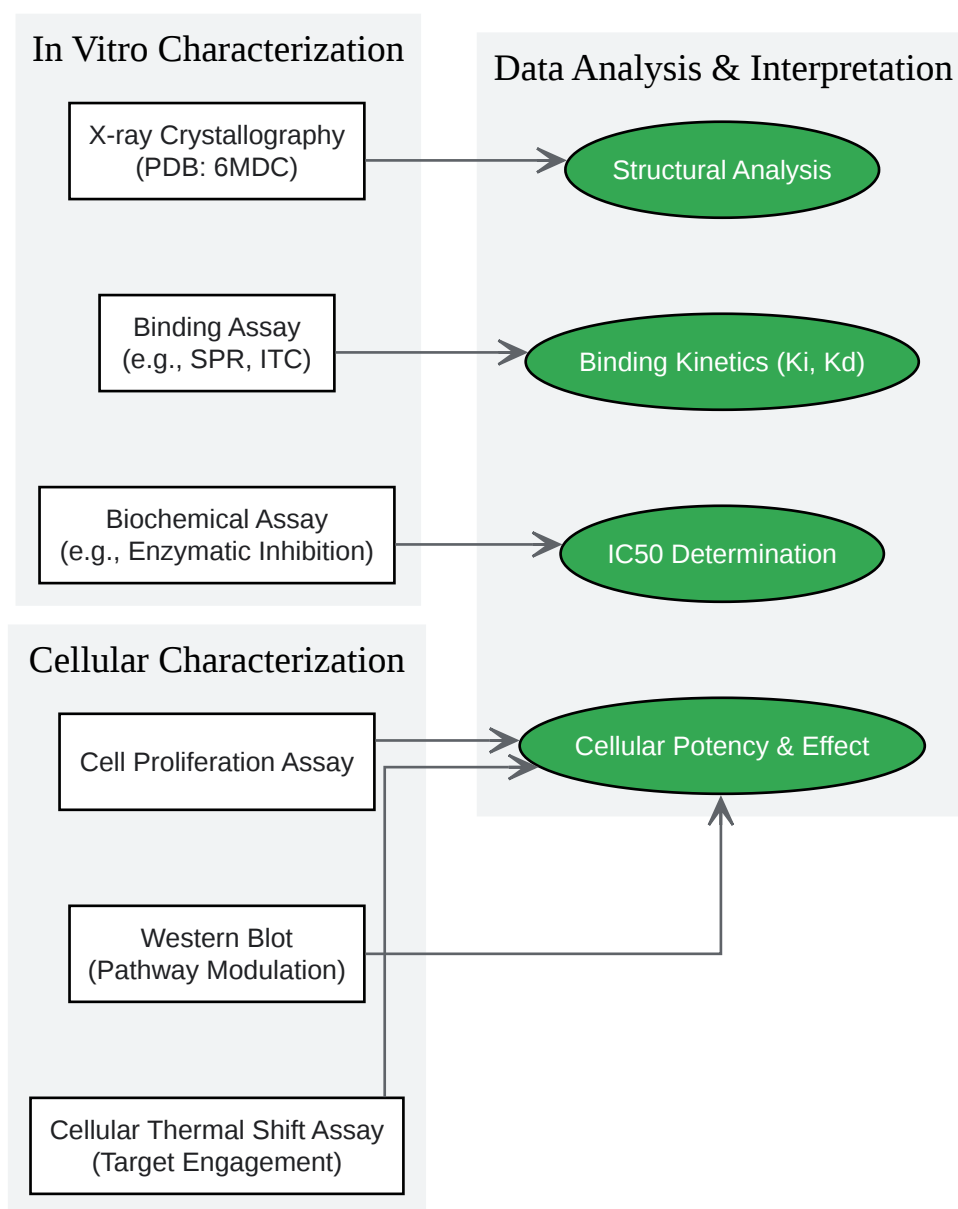 In Vitro Characterization
X-ray Crystallography
(PDB: 6MDC)
Binding Assay
(e.g., SPR, ITC)
Biochemical Assay
(e.g., Enzymatic Inhibition)
Cellular Characterization
Cell Proliferation Assay
Western Blot
(Pathway Modulation)
Cellular Thermal Shift Assay
(Target Engagement)
Data Analysis & Interpretation
Structural Analysis
Binding Kinetics (Ki, Kd)
IC50 Determination
Cellular Potency & Effect